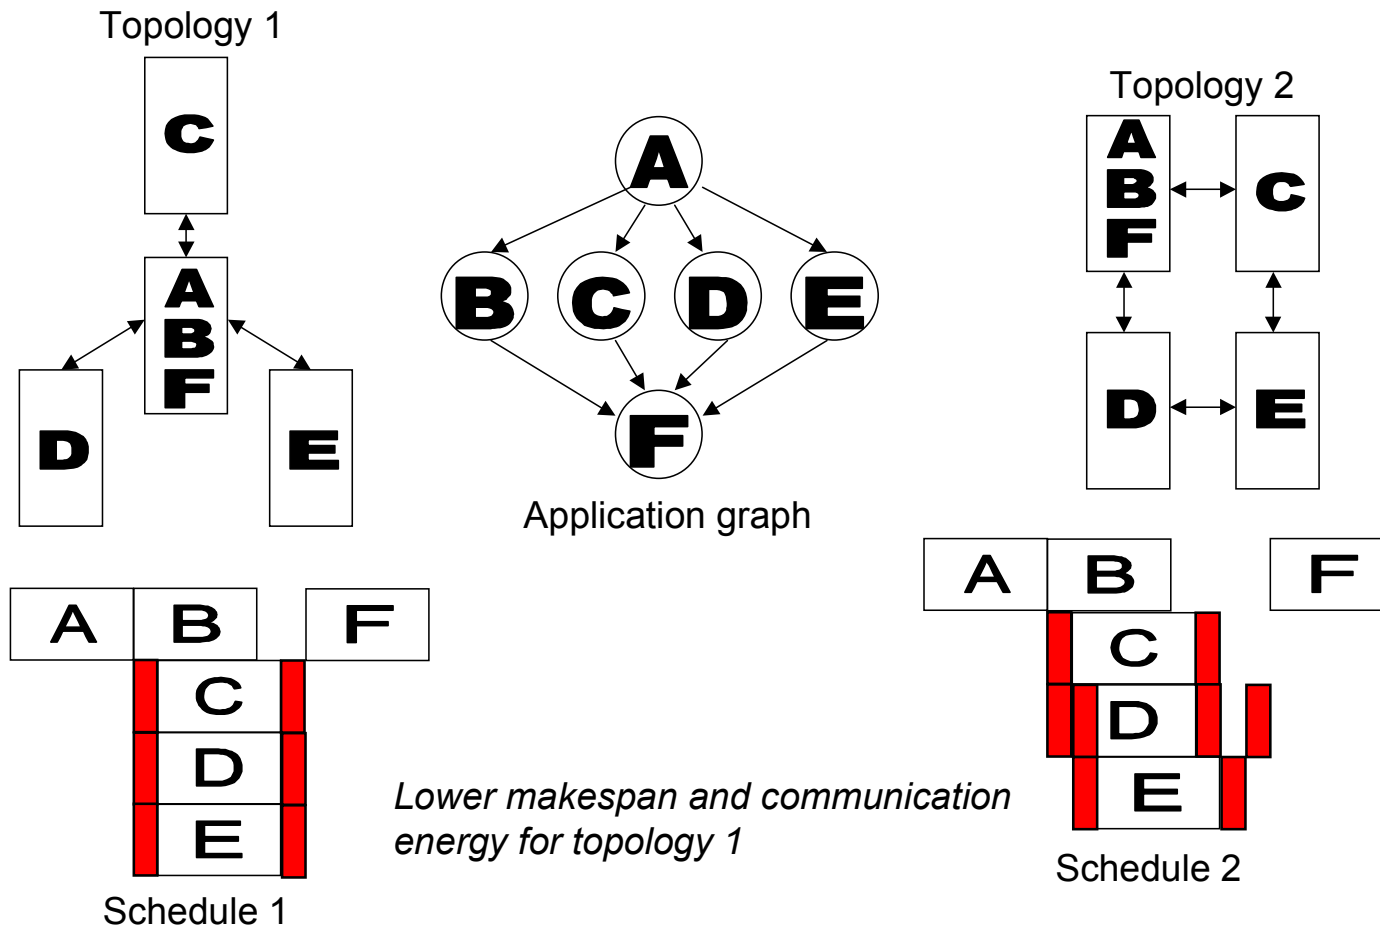 Topology 1
C
A
B
F
D
E
A
B
C
D
E
F
Application graph
Topology 2
A
B
F
C
D
E
A
B
F
C
D
E
Schedule 1
Lower makespan and communication
energy for topology 1
A
B
F
C
D
E
Schedule 2